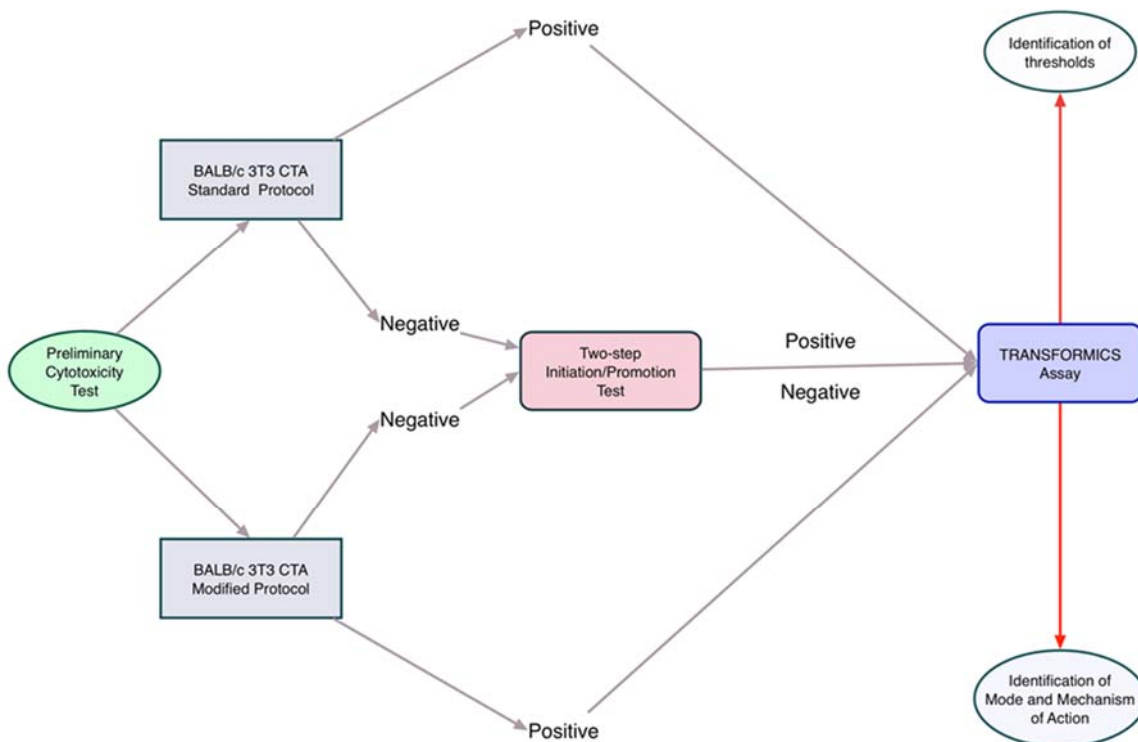 Positive
Identification of
thresholds
BALB/c 3T3 CTA
Standard Protocol
Negative
Preliminary
Cytotoxicity
Test
Two-step
Initiation/Promotion
Test
Positive
Negative
TRANSFORMICS
Assay
Negative
BALB/c 3T3 CTA
Modified Protocol
Identification of
Mode and Mechanism
of Action
Positive